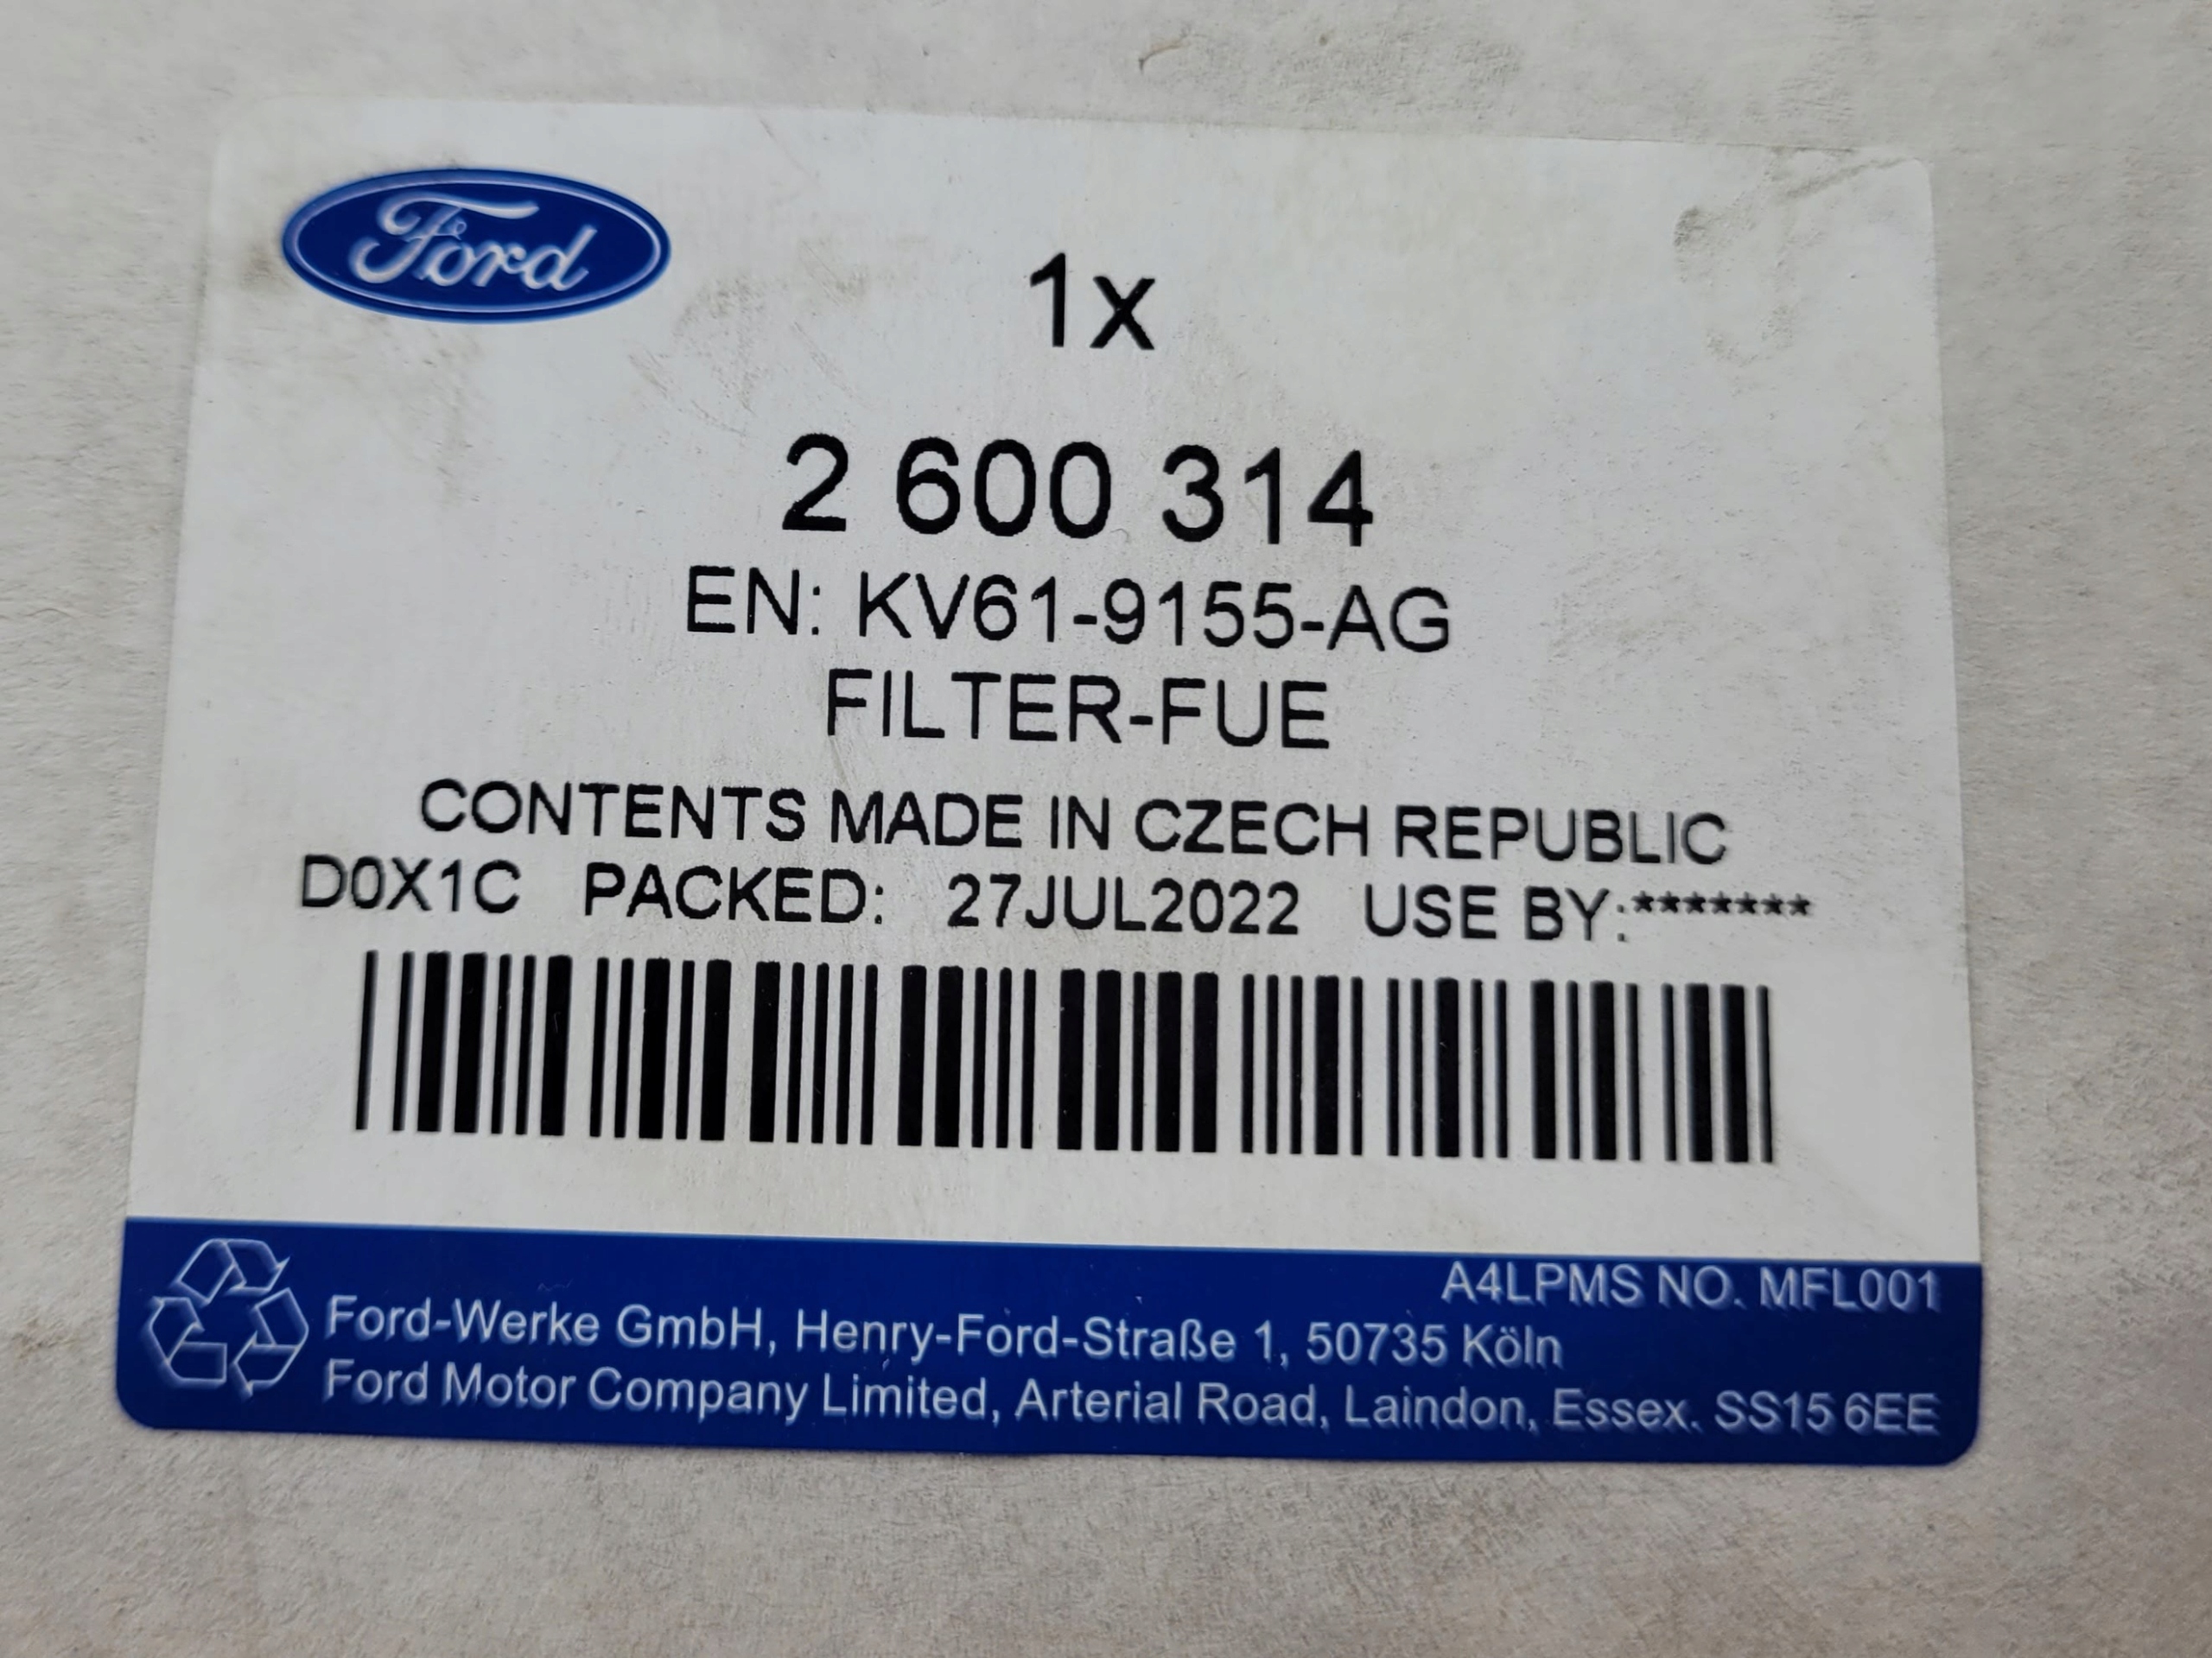 Ford
1x
2 600 314
EN: KV61-9155-AG
FILTER-FUE
CONTENTS MADE IN CZECH REPUBLIC
D0X1C PACKED: 27JUL2022 USE BY:*******
A4LPMS NO. MFL001
Ford-Werke GmbH, Henry-Ford-Straße 1, 50735 Köln
Ford Motor Company Limited, Arterial Road, Laindon, Essex. SS15 6EE